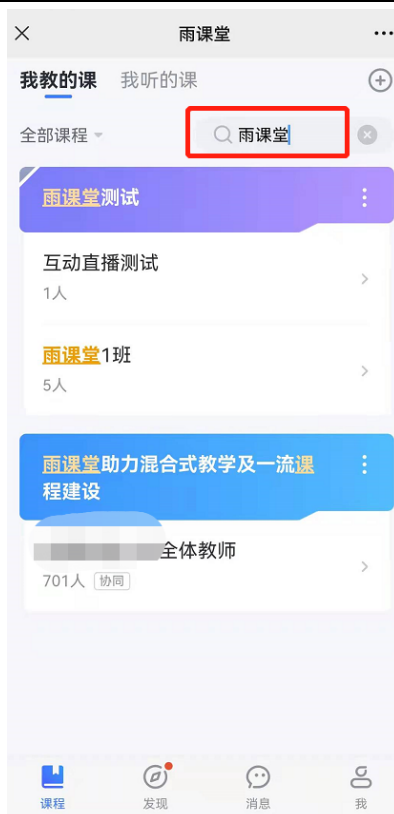 雨课堂
我教的课 我听的课
全部课程 雨课堂
雨课堂测试
互动直播测试
1人
雨课堂1班
5人
雨课堂助力混合式教学及一流课
程建设
全体教师
701人 协同
课程 发现 消息 我